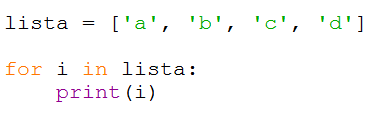 lista = ['a', 'b', 'c', 'd']
for i in lista:
    print(i)